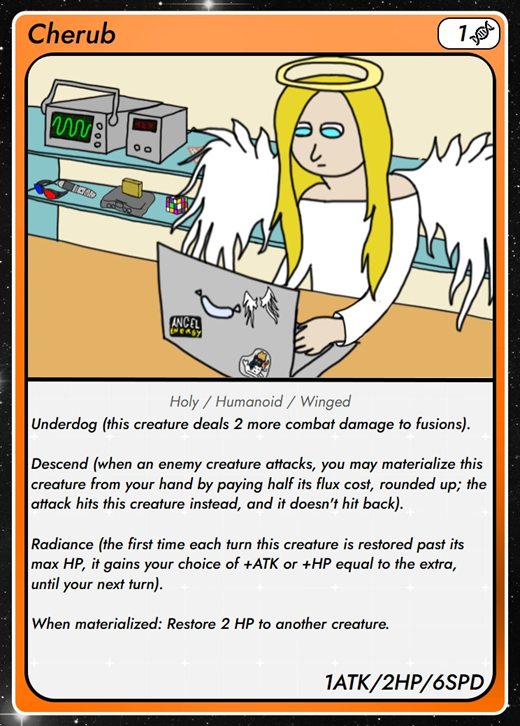 Cherub
1
ANGEL
ENERGY
Holy / Humanoid / Winged
Underdog (this creature deals 2 more combat damage to fusions).
Descend (when an enemy creature attacks, you may materialize this
creature from your hand by paying half its flux cost, rounded up; the
attack hits this creature instead, and it doesn't hit back).
Radiance (the first time each turn this creature is restored past its
max HP, it gains your choice of +ATK or +HP equal to the extra,
until your next turn).
When materialized: Restore 2 HP to another creature.
1ATK/2HP/6SPD